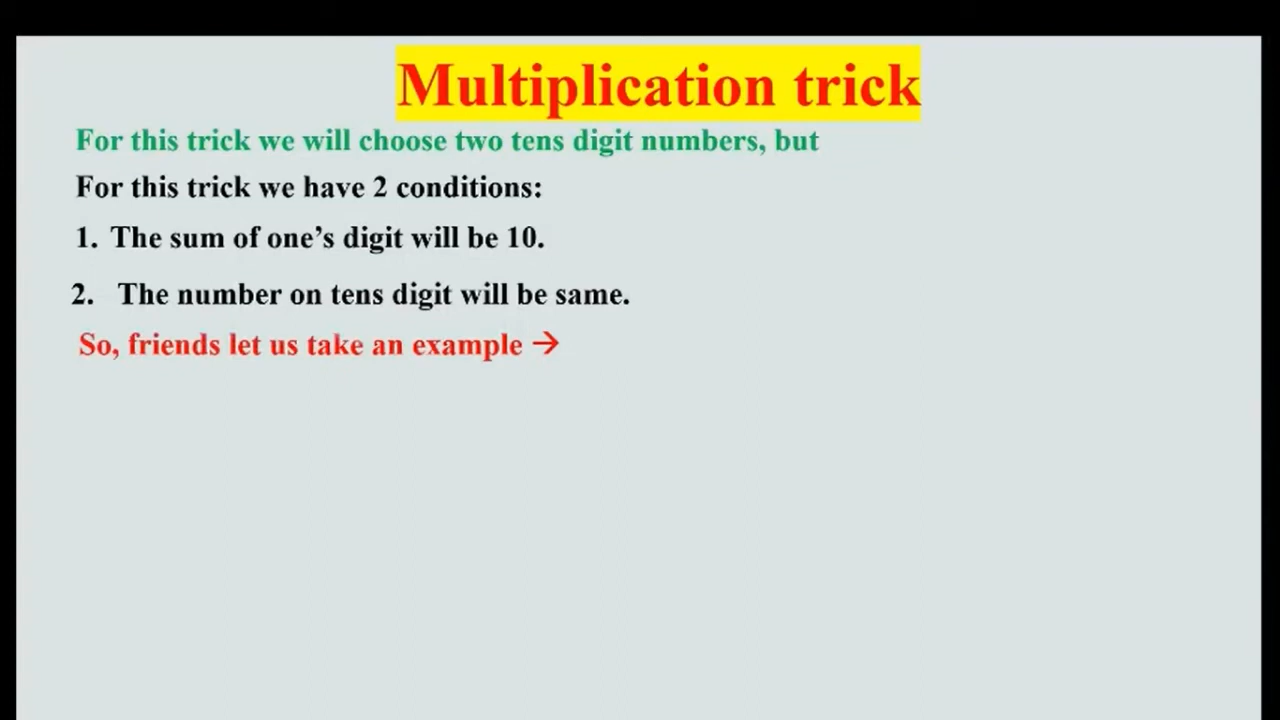 Multiplication trick
For this trick we will choose two tens digit numbers, but
For this trick we have 2 conditions:
1. The sum of one’s digit will be 10.
2. The number on tens digit will be same.
So, friends let us take an example →